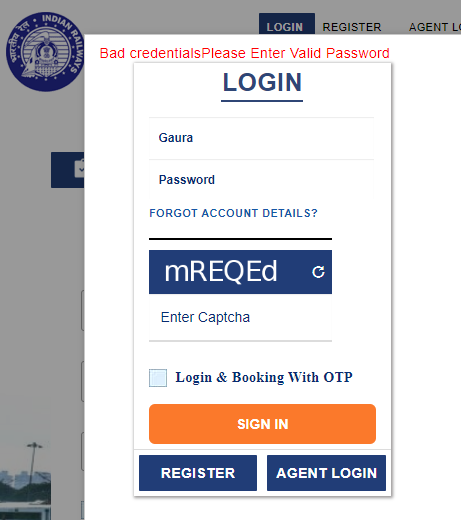 INDIAN RAILWAYS
भारतीय रेल
LOGIN REGISTER AGENT LO
Bad credentialsPlease Enter Valid Password
LOGIN
Gaura
Password
FORGOT ACCOUNT DETAILS?
mREQEd
Enter Captcha
Login & Booking With OTP
SIGN IN
REGISTER AGENT LOGIN